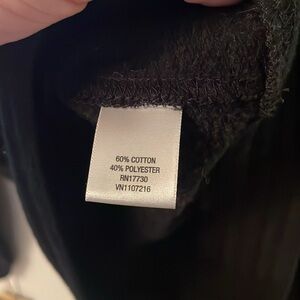 60% COTTON
40% POLYESTER
RN17730
VN1107216